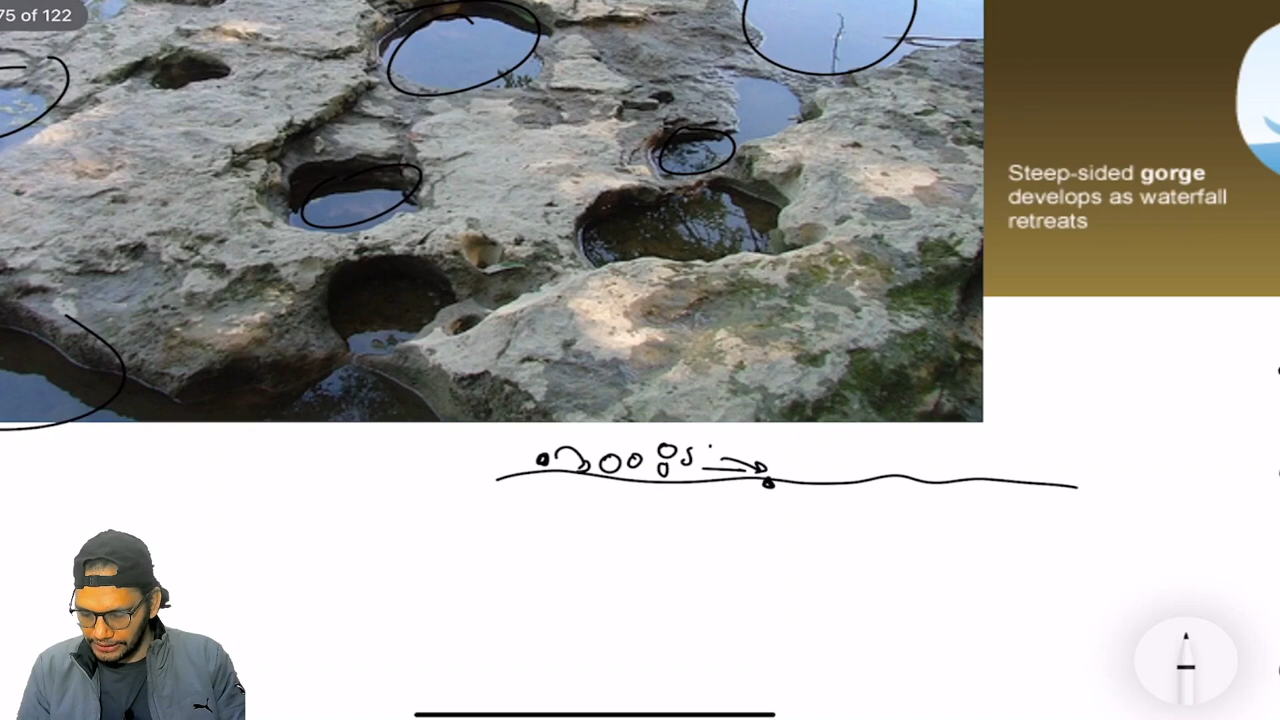 75 of 122
Steep-sided gorge
develops as waterfall
retreats